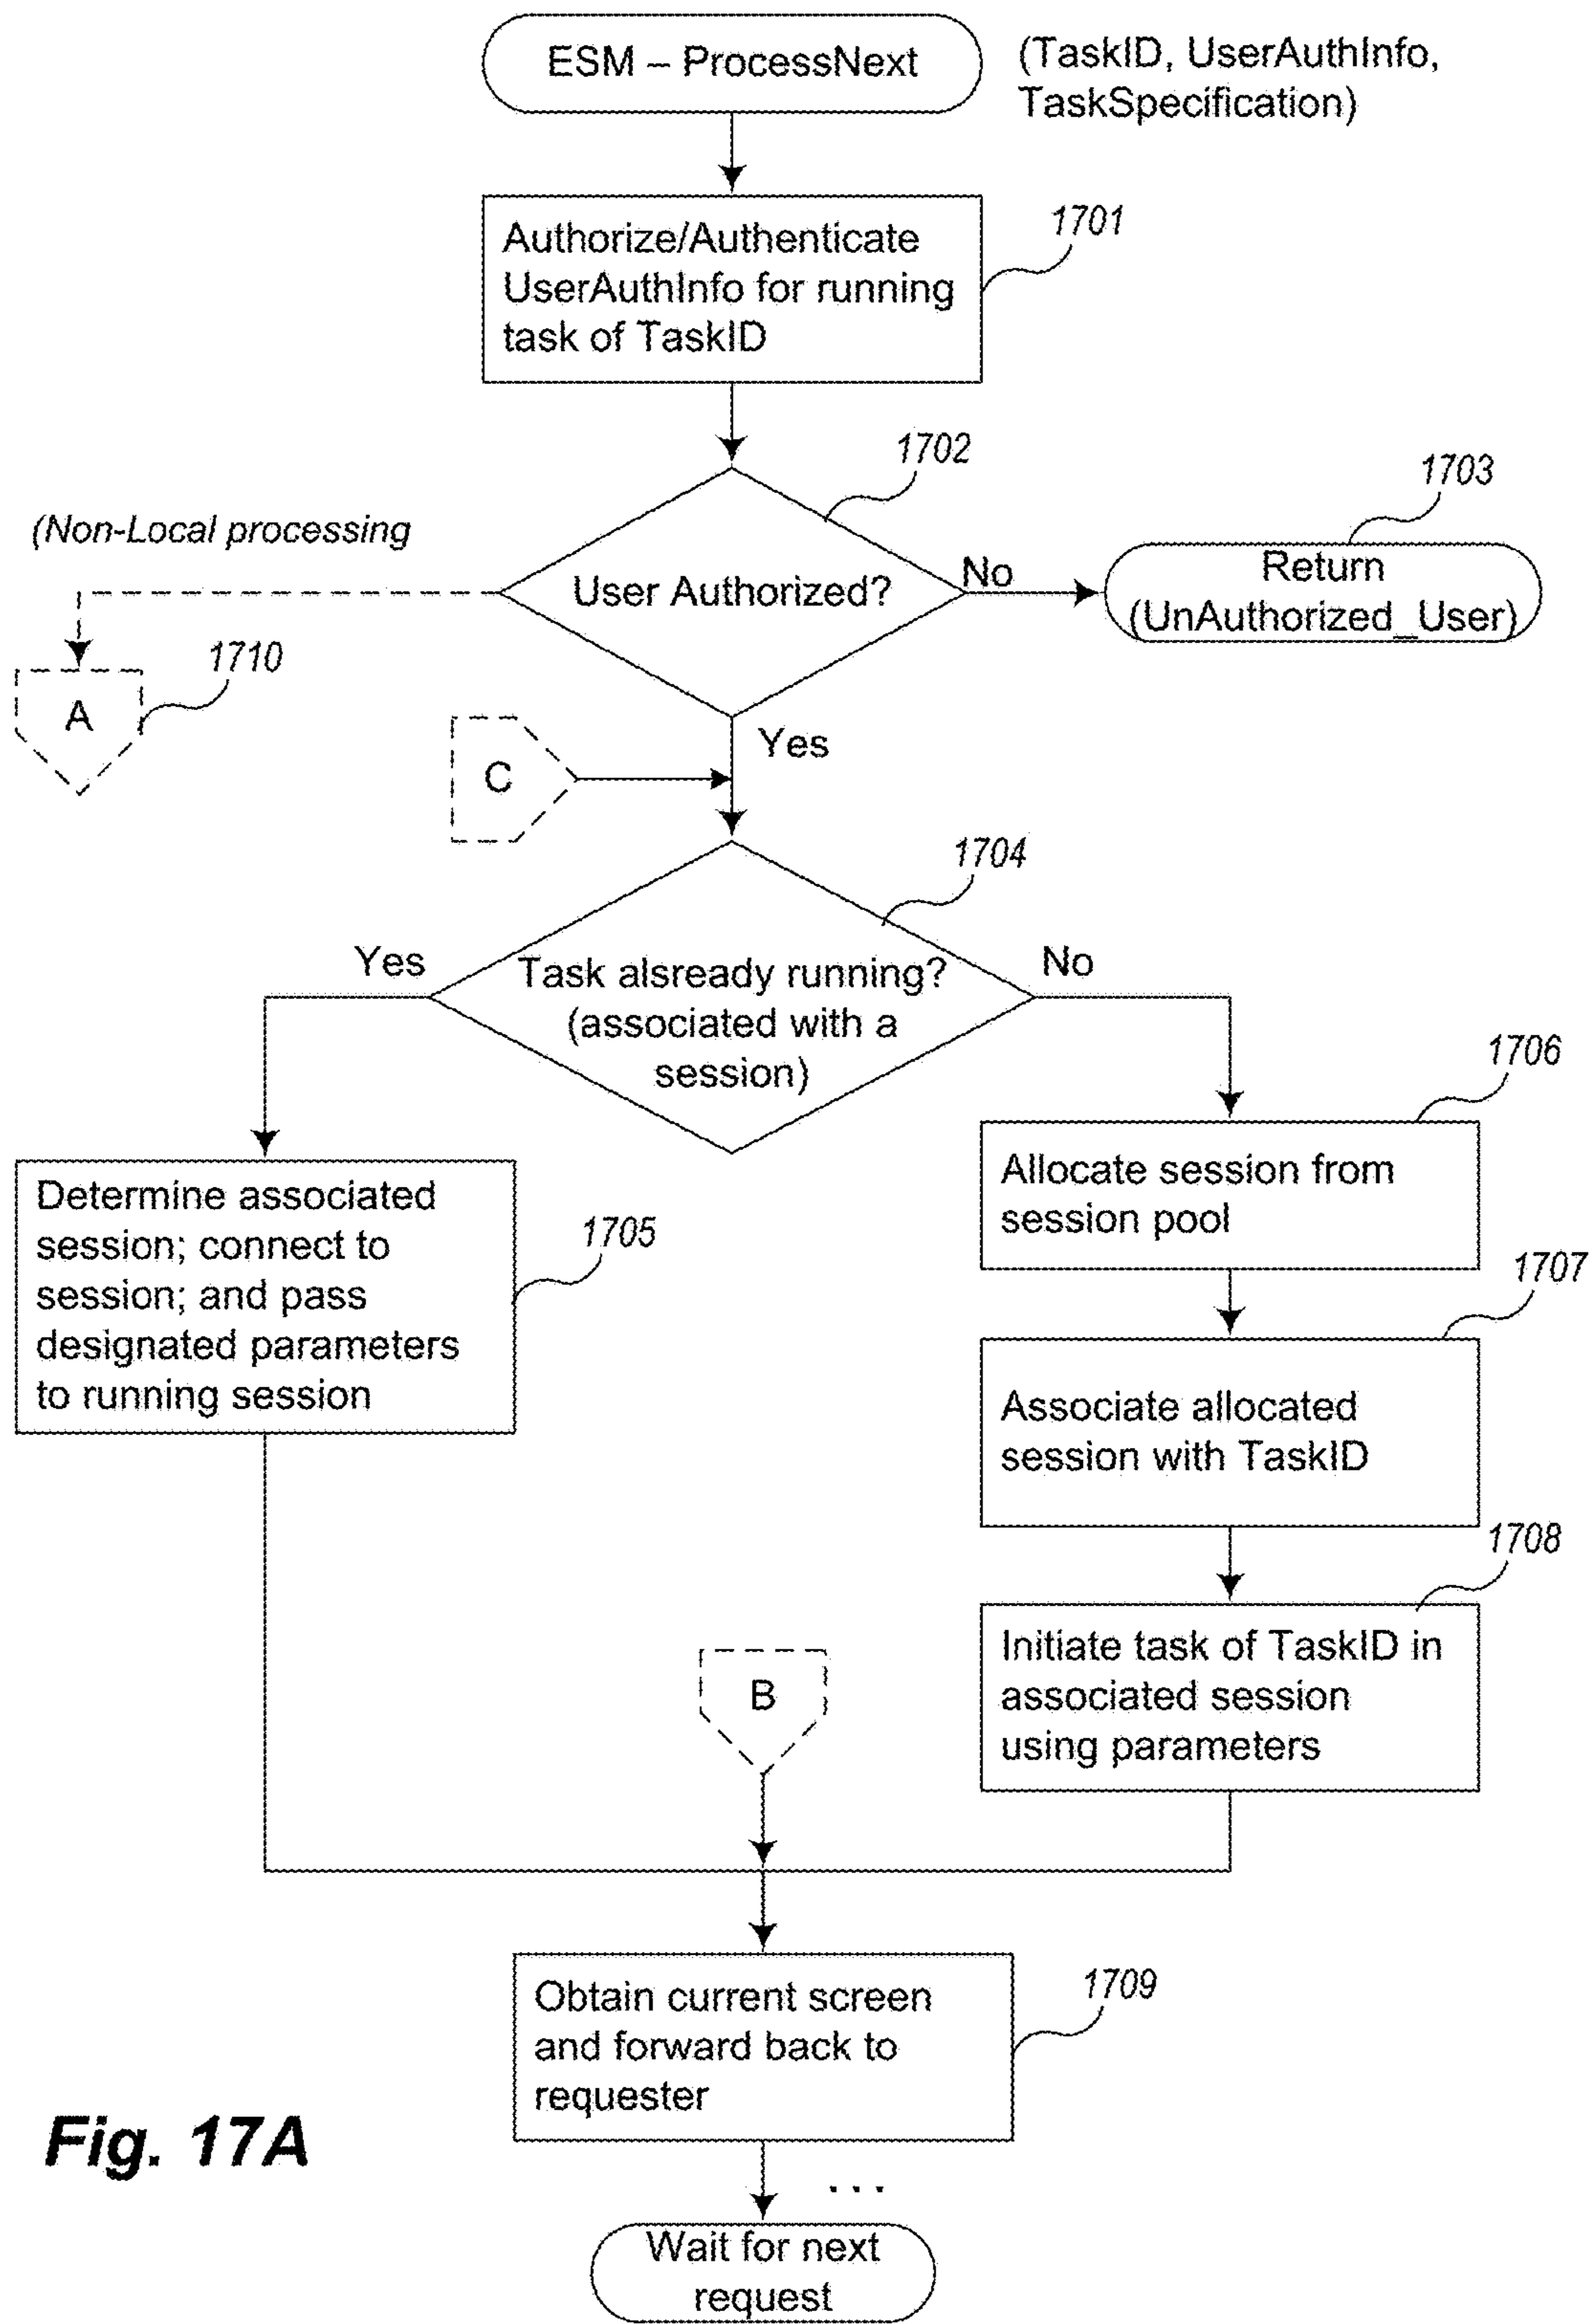 ESM – ProcessNext
(TaskID, UserAuthInfo,
TaskSpecification)
1701
Authorize/Authenticate
UserAuthInfo for running
task of TaskID
1702
1703
(Non-Local processing
User Authorized?
No
Return
(UnAuthorized_User)
1710
A
Yes
C
1704
Yes
No
Task alsready running?
(associated with a
session)
1706
Allocate session from
session pool
Determine associated
session; connect to
session; and pass
designated parameters
to running session
1705
1707
Associate allocated
session with TaskID
1708
Initiate task of TaskID in
associated session
using parameters
B
1709
Obtain current screen
and forward back to
requester
Fig. 17A
. . .
Wait for next
request